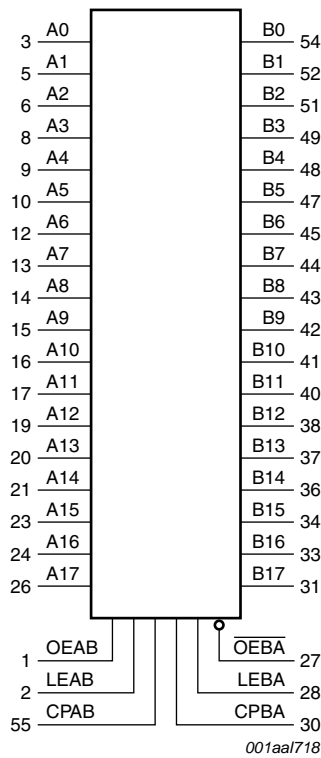 3 A0 B0 54
5 A1 B1 52
6 A2 B2 51
8 A3 B3 49
9 A4 B4 48
10 A5 B5 47
12 A6 B6 45
13 A7 B7 44
14 A8 B8 43
15 A9 B9 42
16 A10 B10 41
17 A11 B11 40
19 A12 B12 38
20 A13 B13 37
21 A14 B14 36
23 A15 B15 34
24 A16 B16 33
26 A17 B17 31
1 OEAB O̅E̅B̅A̅ 27
2 LEAB LEBA 28
55 CPAB CPBA 30
001aal718